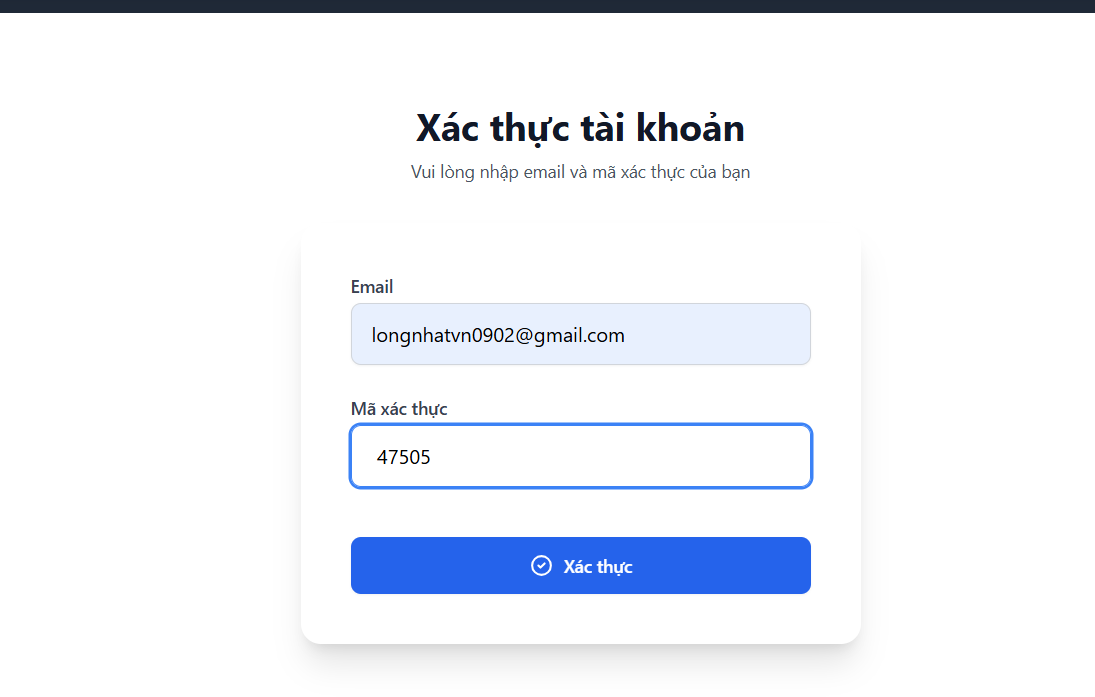 Xác thực tài khoản
Vui lòng nhập email và mã xác thực của bạn
Email
longnhatvn0902@gmail.com
Mã xác thực
47505
Xác thực